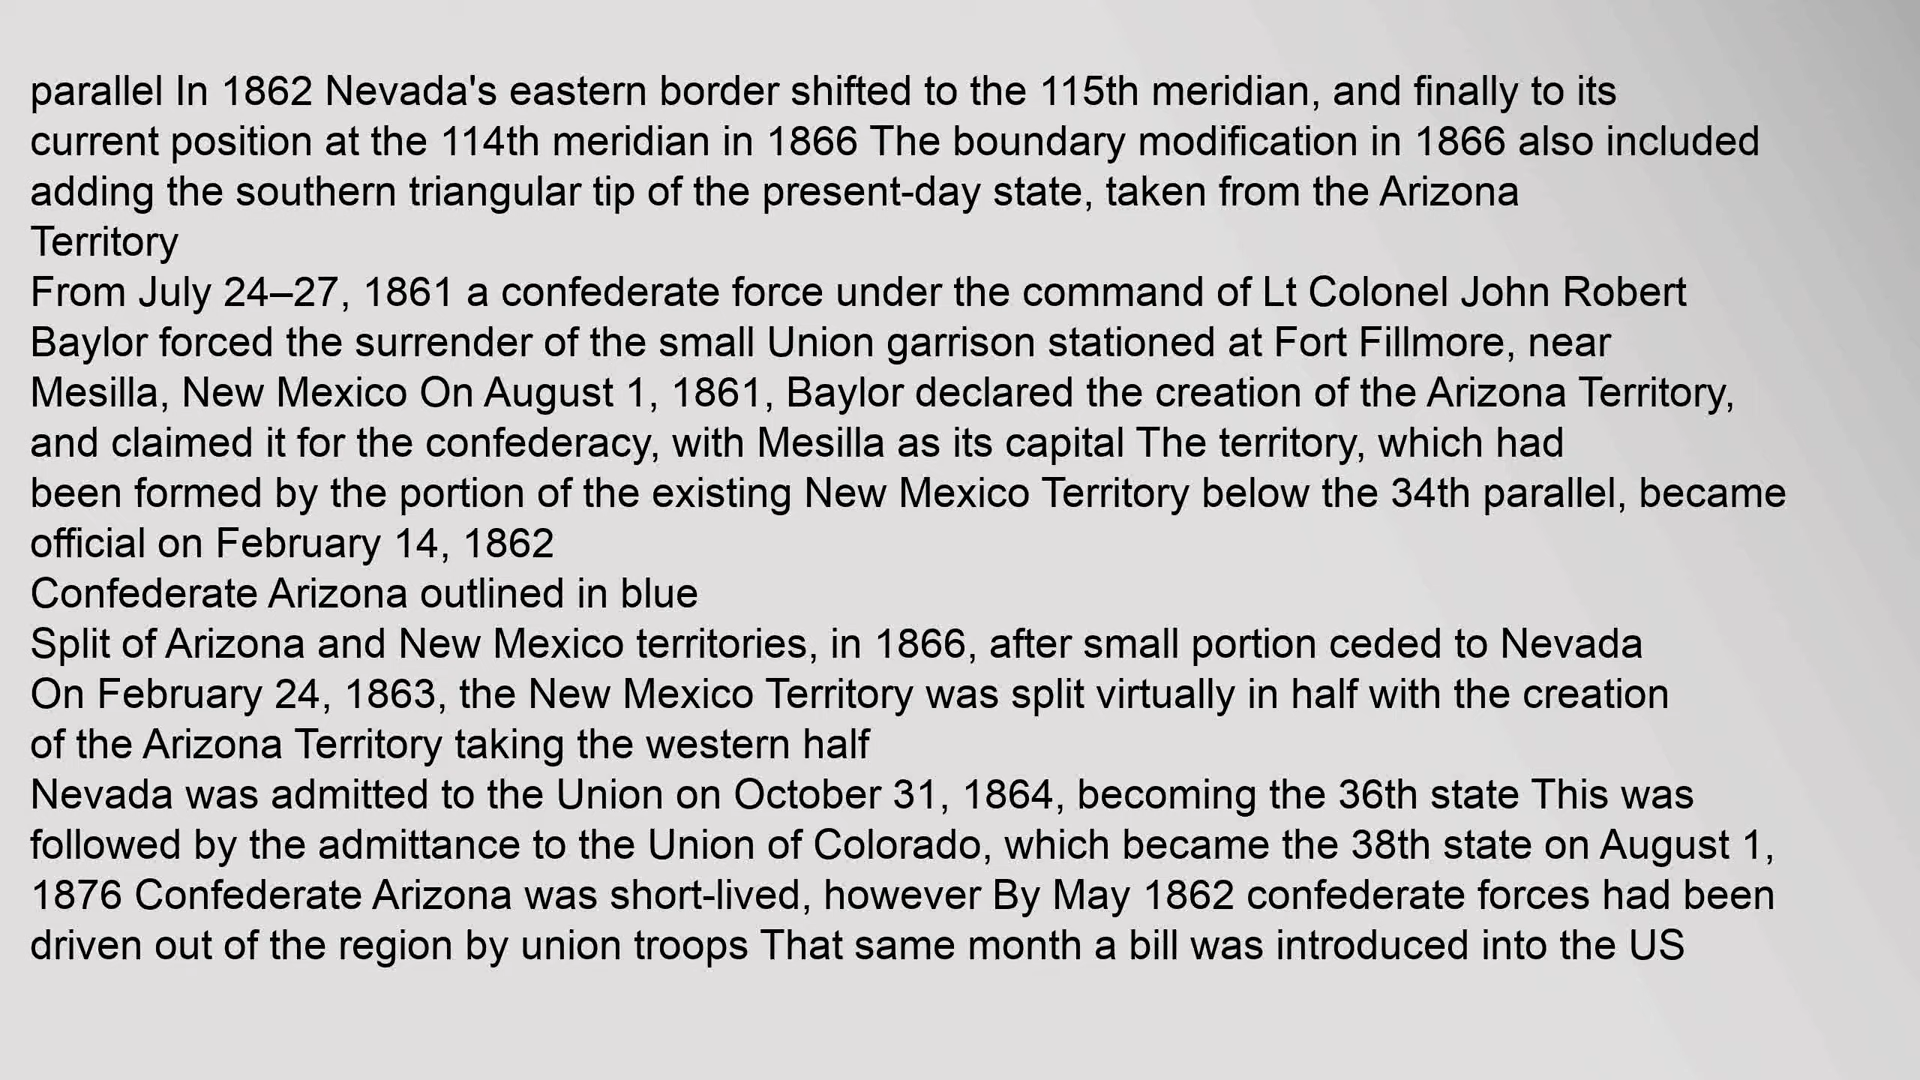 parallel In 1862 Nevada's eastern border shifted to the 115th meridian, and finally to its
current position at the 114th meridian in 1866 The boundary modification in 1866 also included
adding the southern triangular tip of the present-day state, taken from the Arizona
Territory
From July 24–27, 1861 a confederate force under the command of Lt Colonel John Robert
Baylor forced the surrender of the small Union garrison stationed at Fort Fillmore, near
Mesilla, New Mexico On August 1, 1861, Baylor declared the creation of the Arizona Territory,
and claimed it for the confederacy, with Mesilla as its capital The territory, which had
been formed by the portion of the existing New Mexico Territory below the 34th parallel, became
official on February 14, 1862
Confederate Arizona outlined in blue
Split of Arizona and New Mexico territories, in 1866, after small portion ceded to Nevada
On February 24, 1863, the New Mexico Territory was split virtually in half with the creation
of the Arizona Territory taking the western half
Nevada was admitted to the Union on October 31, 1864, becoming the 36th state This was
followed by the admittance to the Union of Colorado, which became the 38th state on August 1,
1876 Confederate Arizona was short-lived, however By May 1862 confederate forces had been
driven out of the region by union troops That same month a bill was introduced into the US